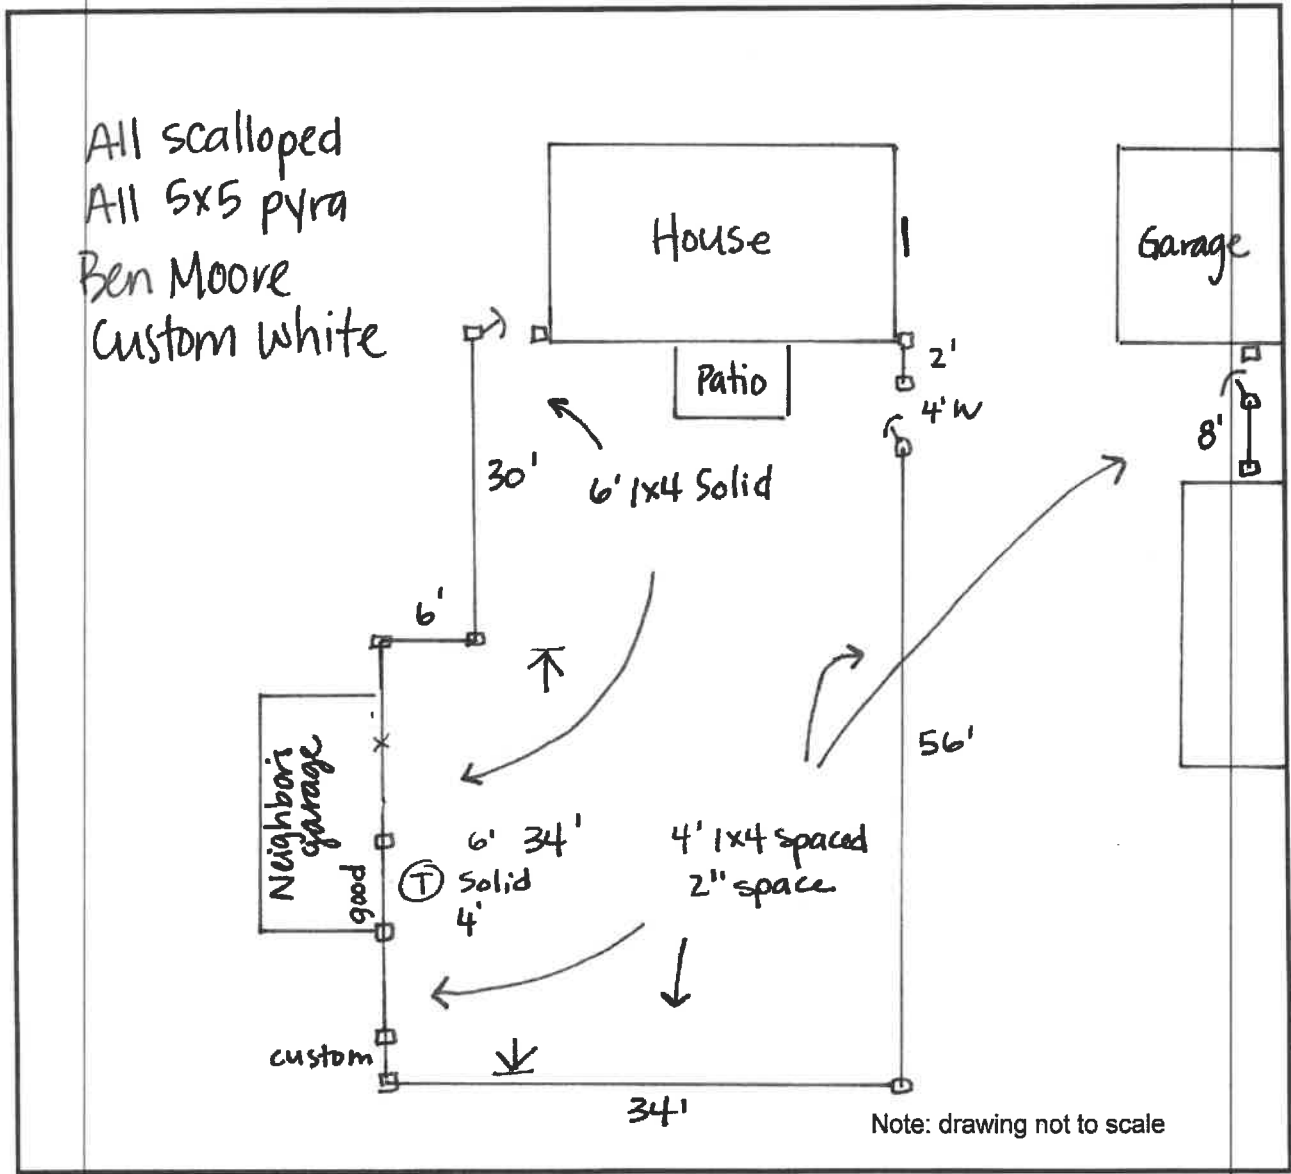 All scalloped
All 5x5 pyra
Ben Moore
Custom White
House
Garage
Patio
2'
4' W
8'
30'
6' 1x4 Solid
6'
56'
Neighbors
garage
good
T
6' 34'
Solid
4'
4' 1x4 spaced
2" space
custom
34'
Note: drawing not to scale